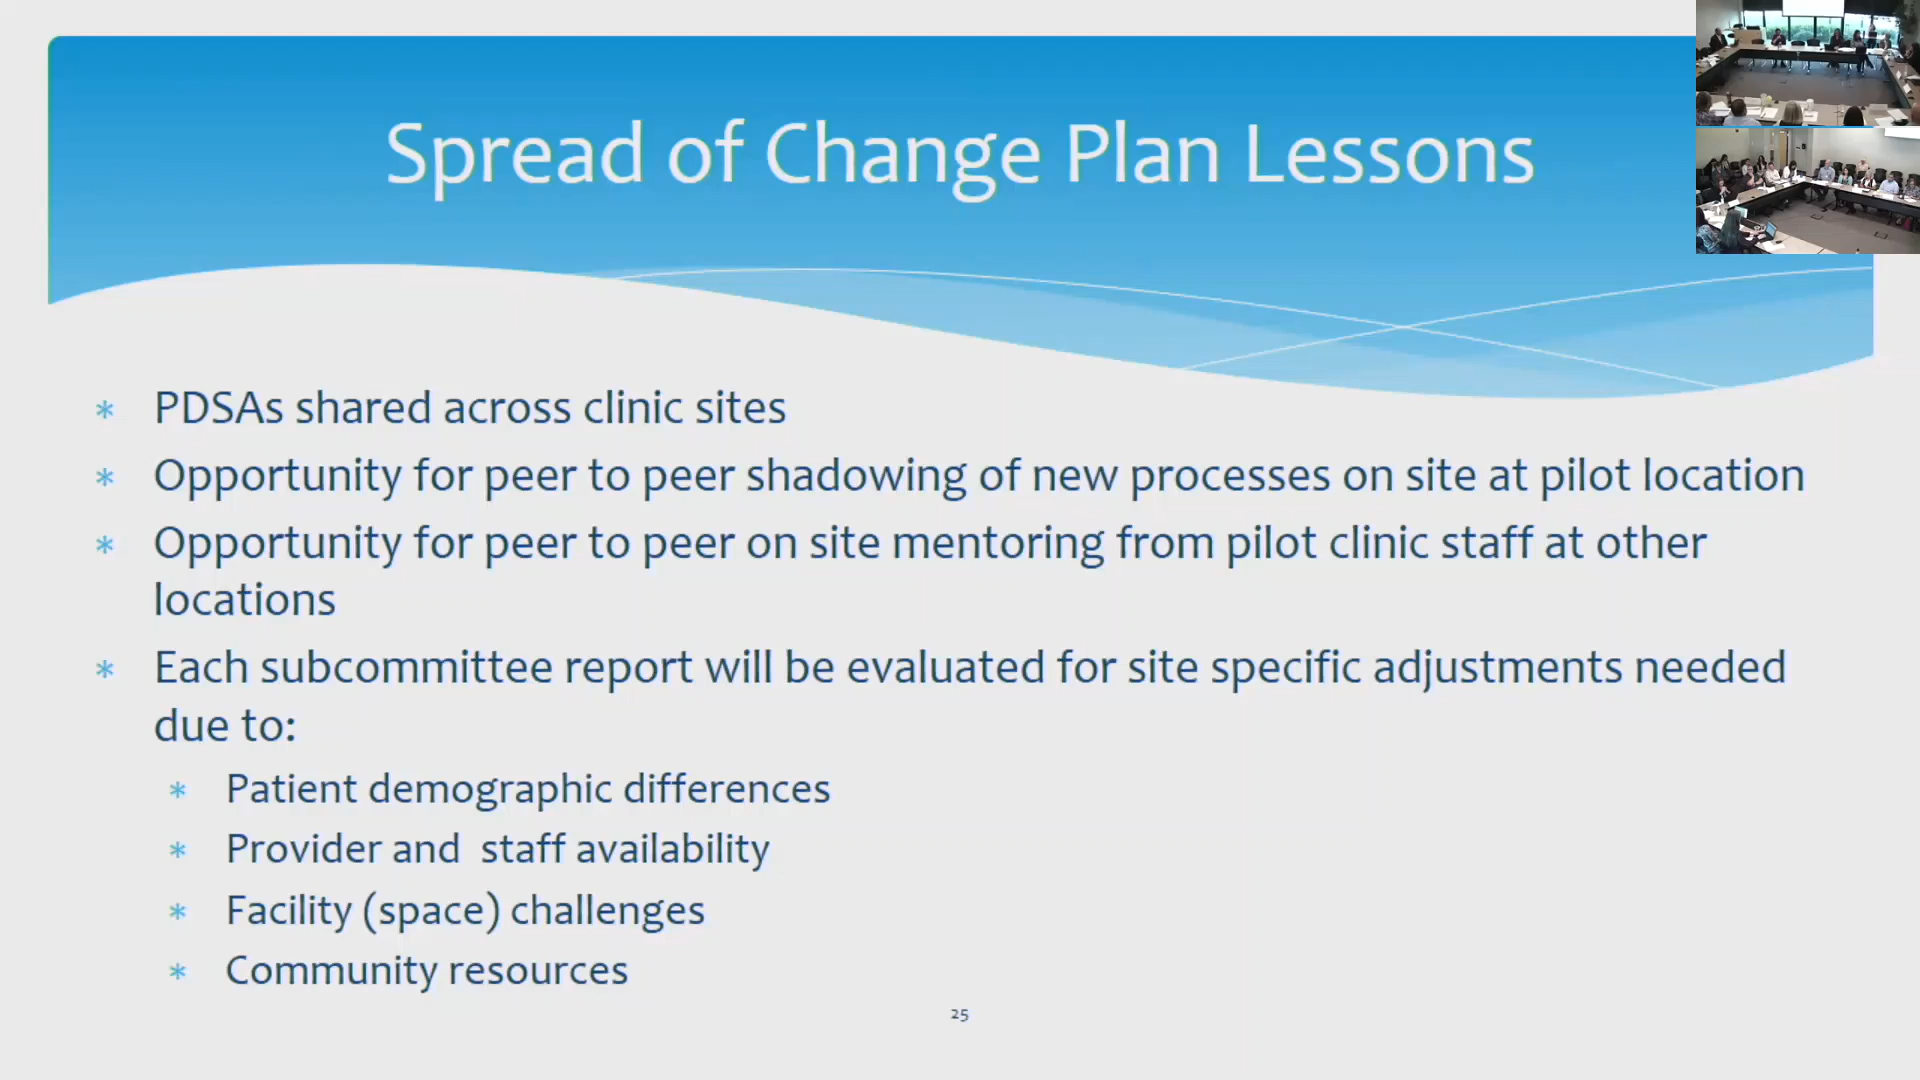 Spread of Change Plan Lessons
* PDSAs shared across clinic sites
* Opportunity for peer to peer shadowing of new processes on site at pilot location
* Opportunity for peer to peer on site mentoring from pilot clinic staff at other
locations
* Each subcommittee report will be evaluated for site specific adjustments needed
due to:
* Patient demographic differences
* Provider and  staff availability
* Facility (space) challenges
* Community resources
25